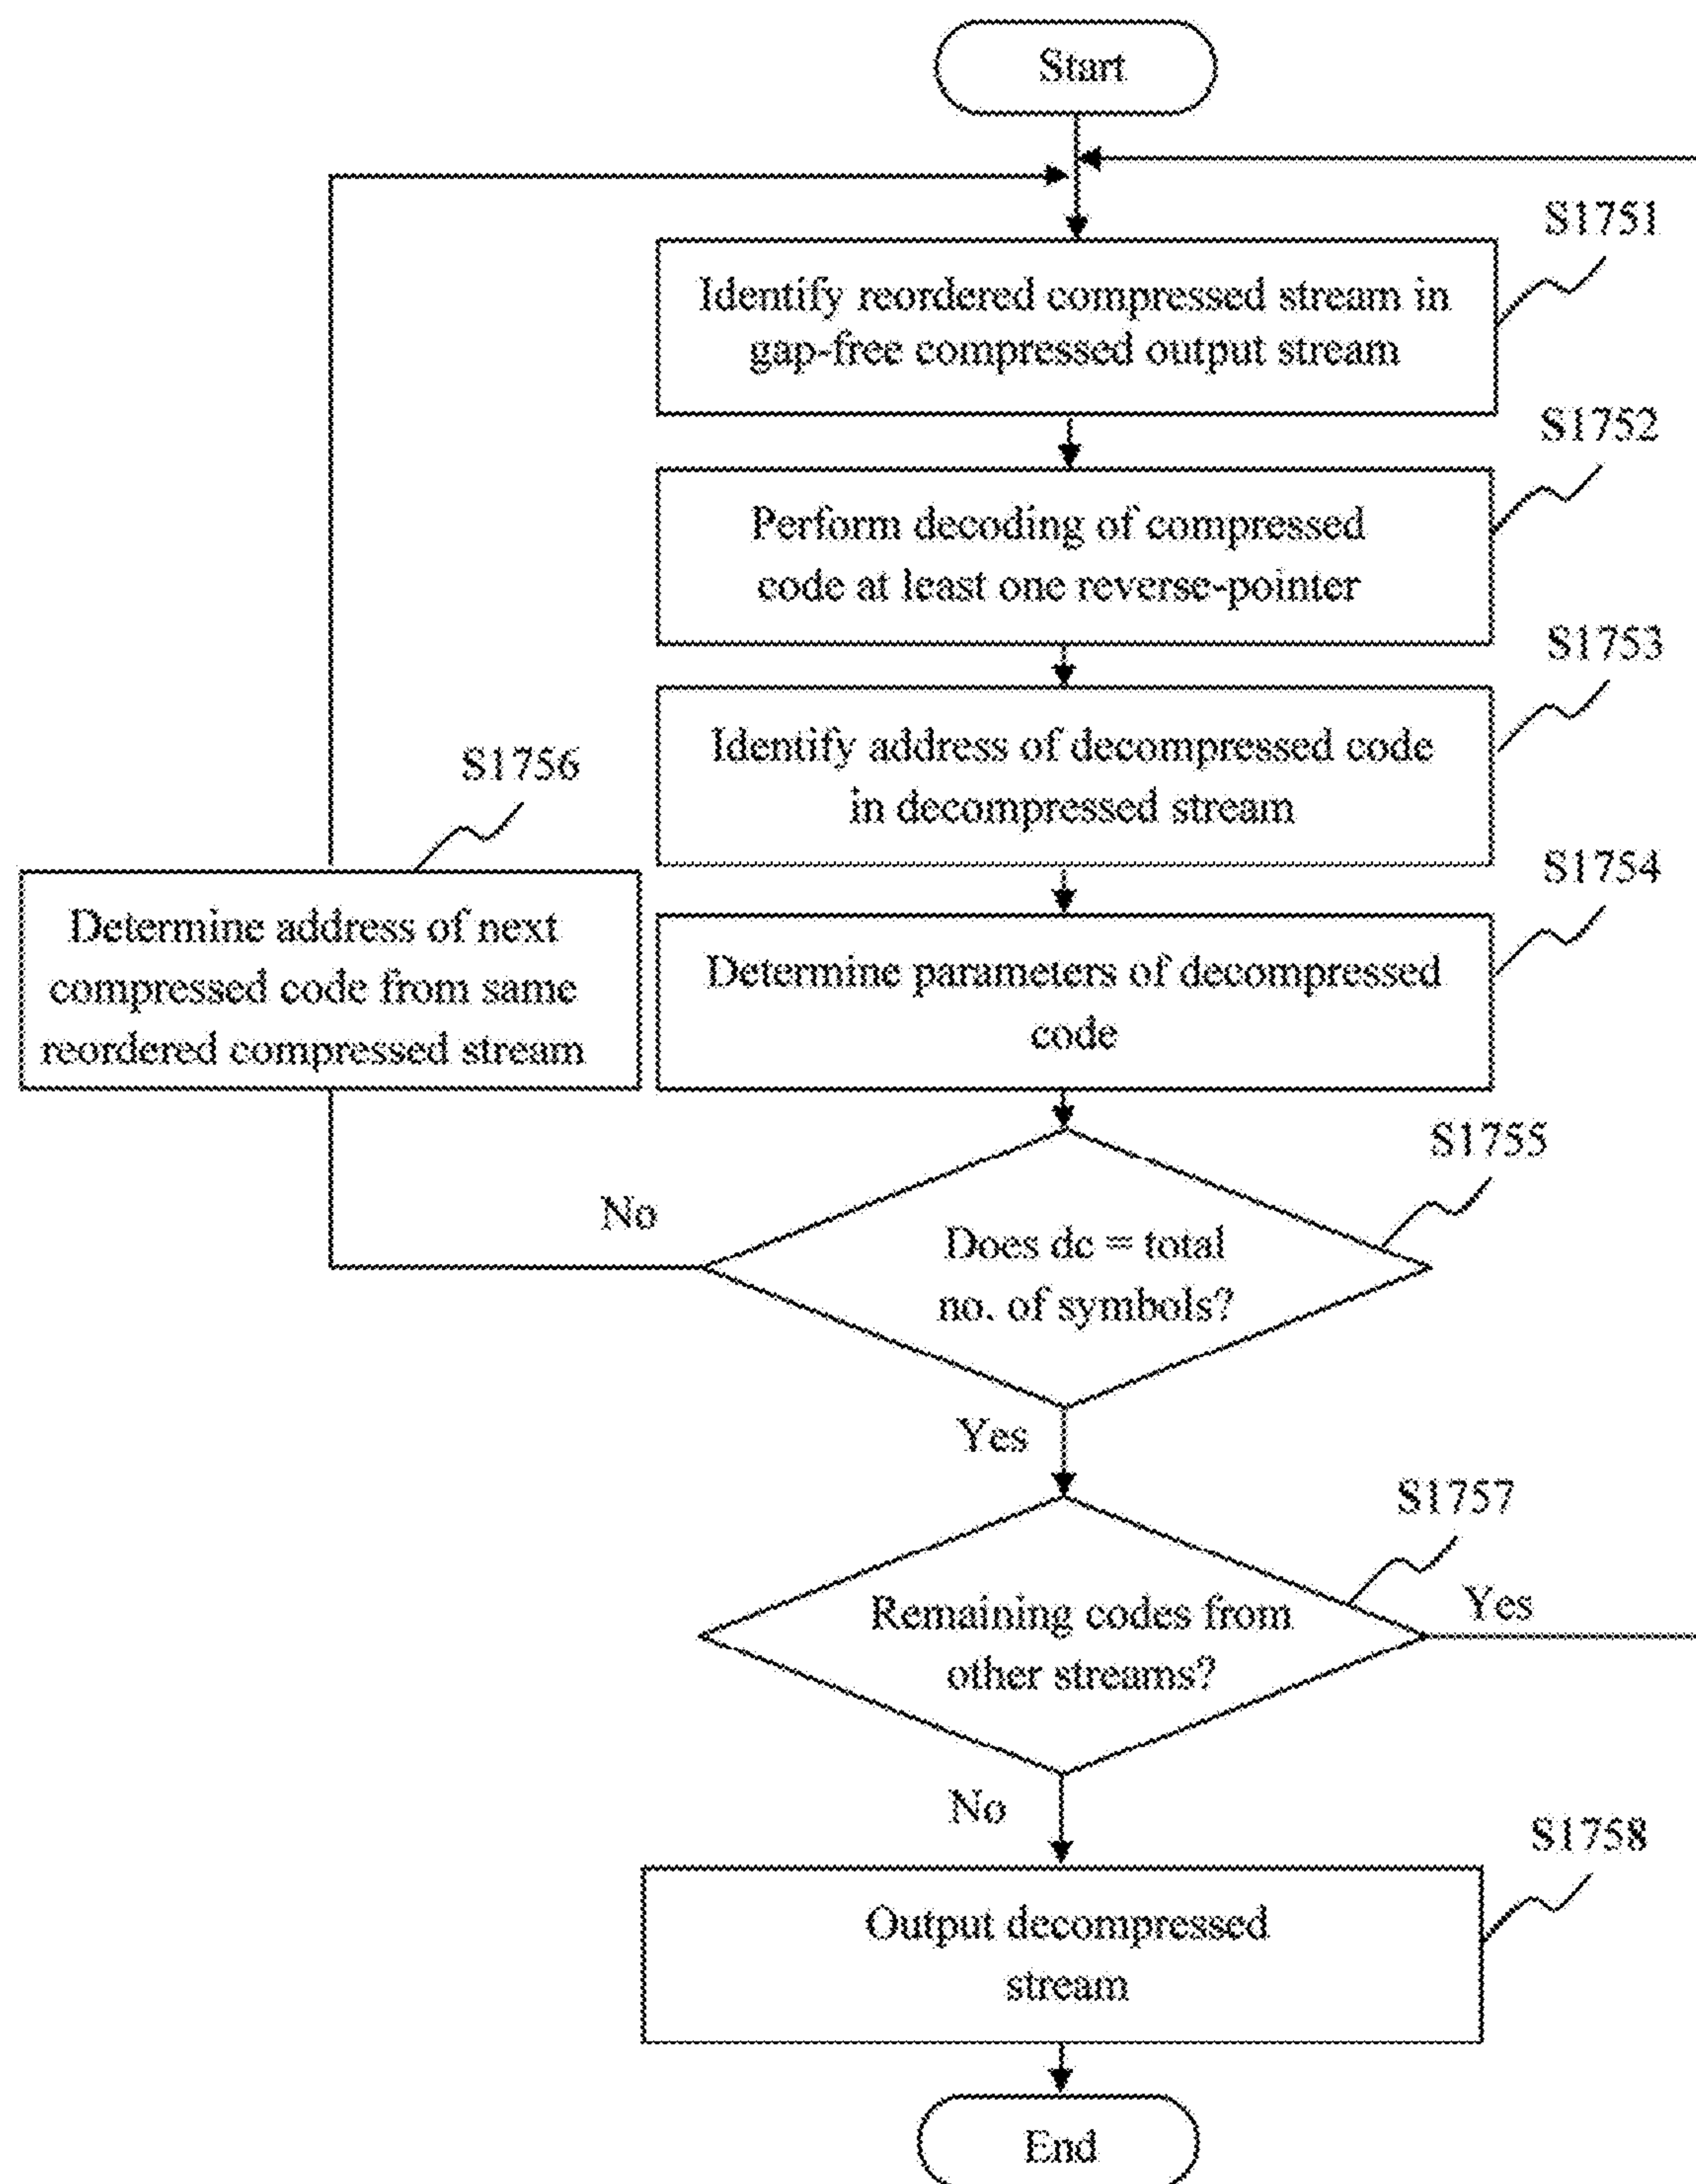 Start
S1751
Identify reordered compressed stream in
gap-free compressed output stream
S1752
Perform decoding of compressed
code at least one reverse-pointer
S1753
Identify address of decompressed code
in decompressed stream
S1756
Determine address of next
compressed code from same
reordered compressed stream
S1754
Determine parameters of decompressed
code
S1755
No
Does dc = total
no. of symbols?
Yes
S1757
Remaining codes from
other streams?
Yes
No
S1758
Output decompressed
stream
End